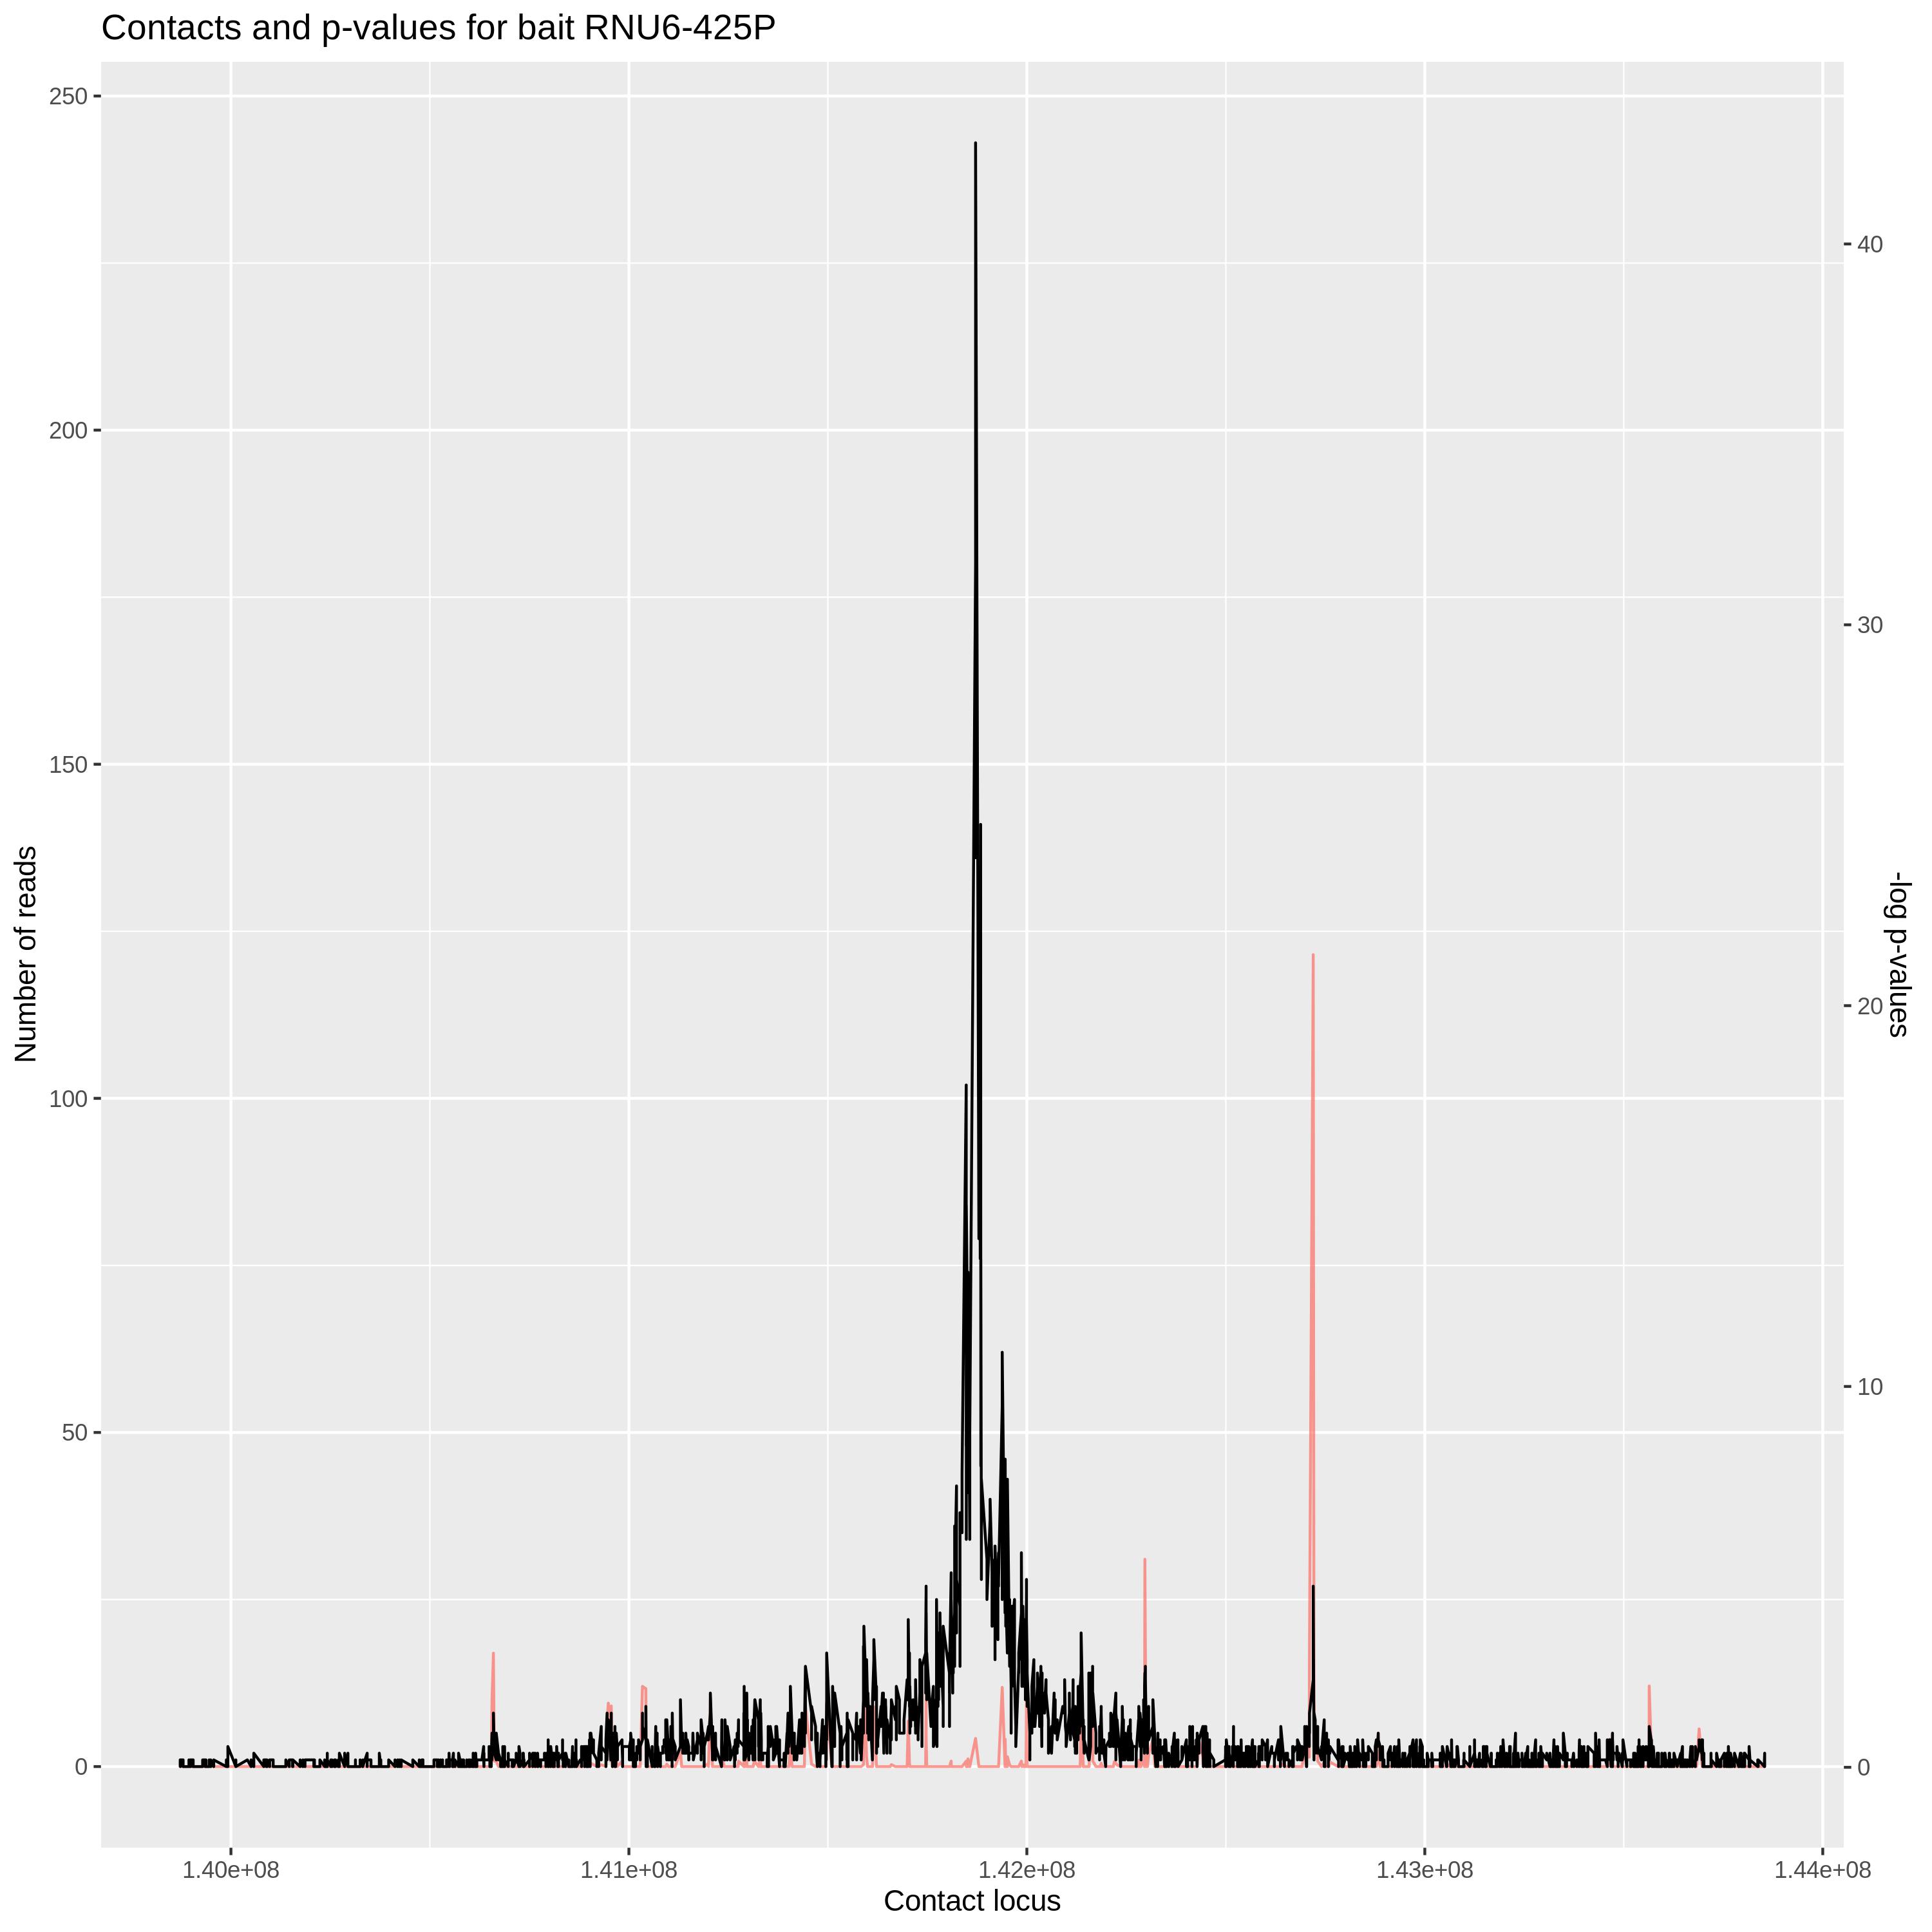 Contacts and p-values for bait RNU6-425P
250
200
150
100
50
0
Number of reads
40
30
20
10
0
-log p-values
1.40e+08
1.41e+08
1.42e+08
1.43e+08
1.44e+08
Contact locus